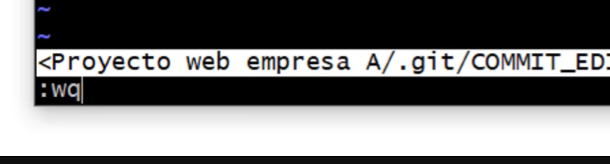 ~
~
<Proyecto web empresa A/.git/COMMIT_EDI
:wq